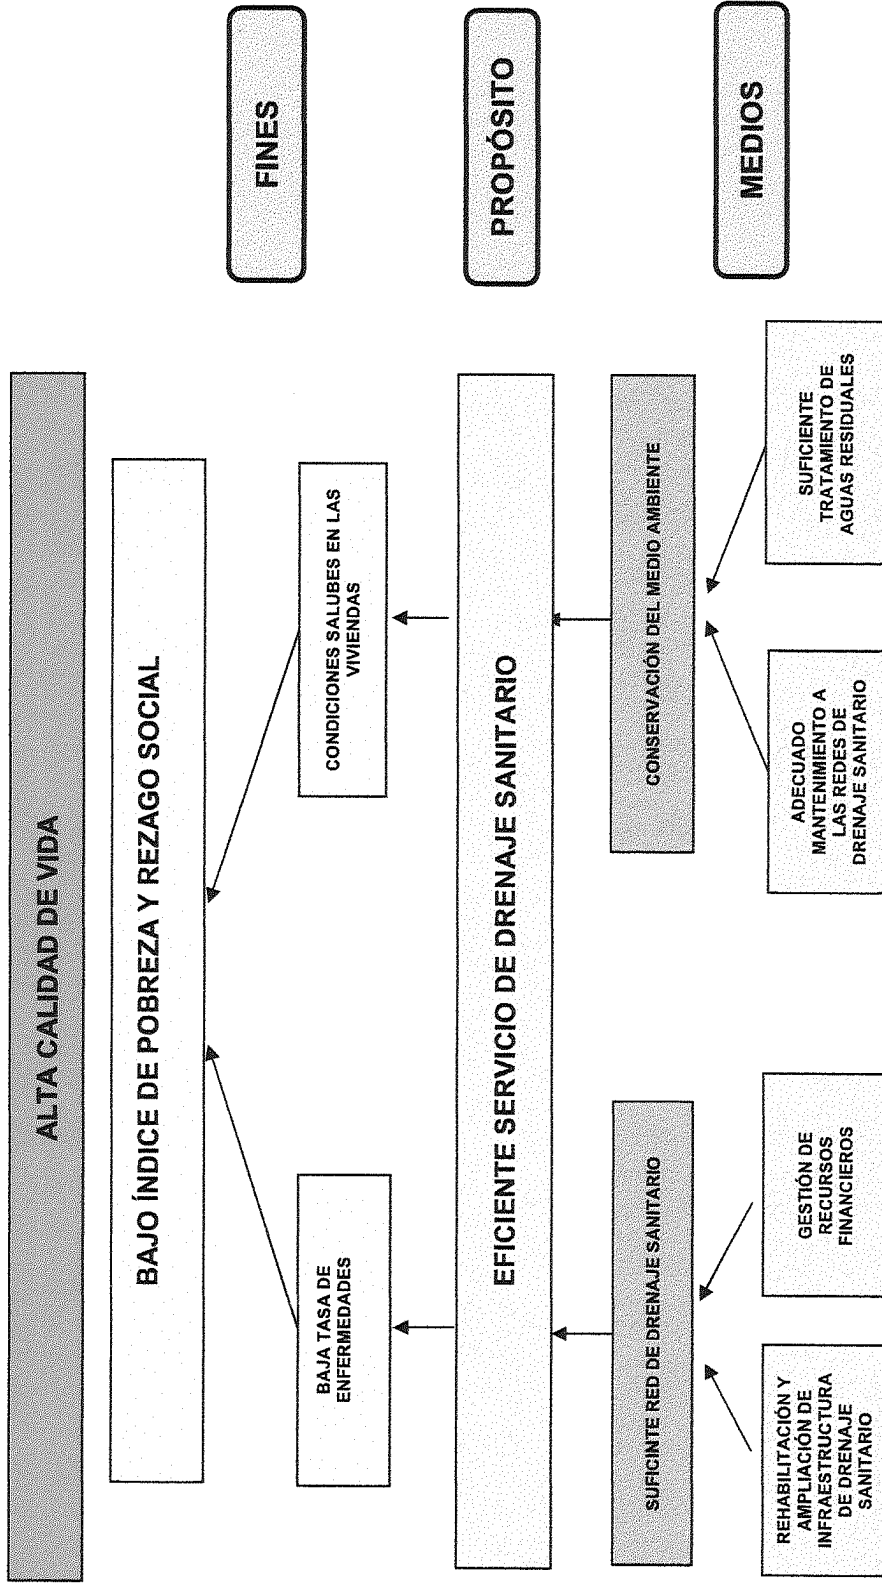 ALTA CALIDAD DE VIDA
BAJO ÍNDICE DE POBREZA Y REZAGO SOCIAL
FINES
BAJA TASA DE
ENFERMEDADES
CONDICIONES SALUBES EN LAS
VIVIENDAS
EFICIENTE SERVICIO DE DRENAJE SANITARIO
PROPÓSITO
SUFICINTE RED DE DRENAJE SANITARIO
CONSERVACIÓN DEL MEDIO AMBIENTE
MEDIOS
REHABILITACIÓN Y
AMPLIACIÓN DE
INFRAESTRUCTURA
DE DRENAJE
SANITARIO
GESTIÓN DE
RECURSOS
FINANCIEROS
ADECUADO
MANTENIMIENTO A
LAS REDES DE
DRENAJE SANITARIO
SUFICIENTE
TRATAMIENTO DE
AGUAS RESIDUALES